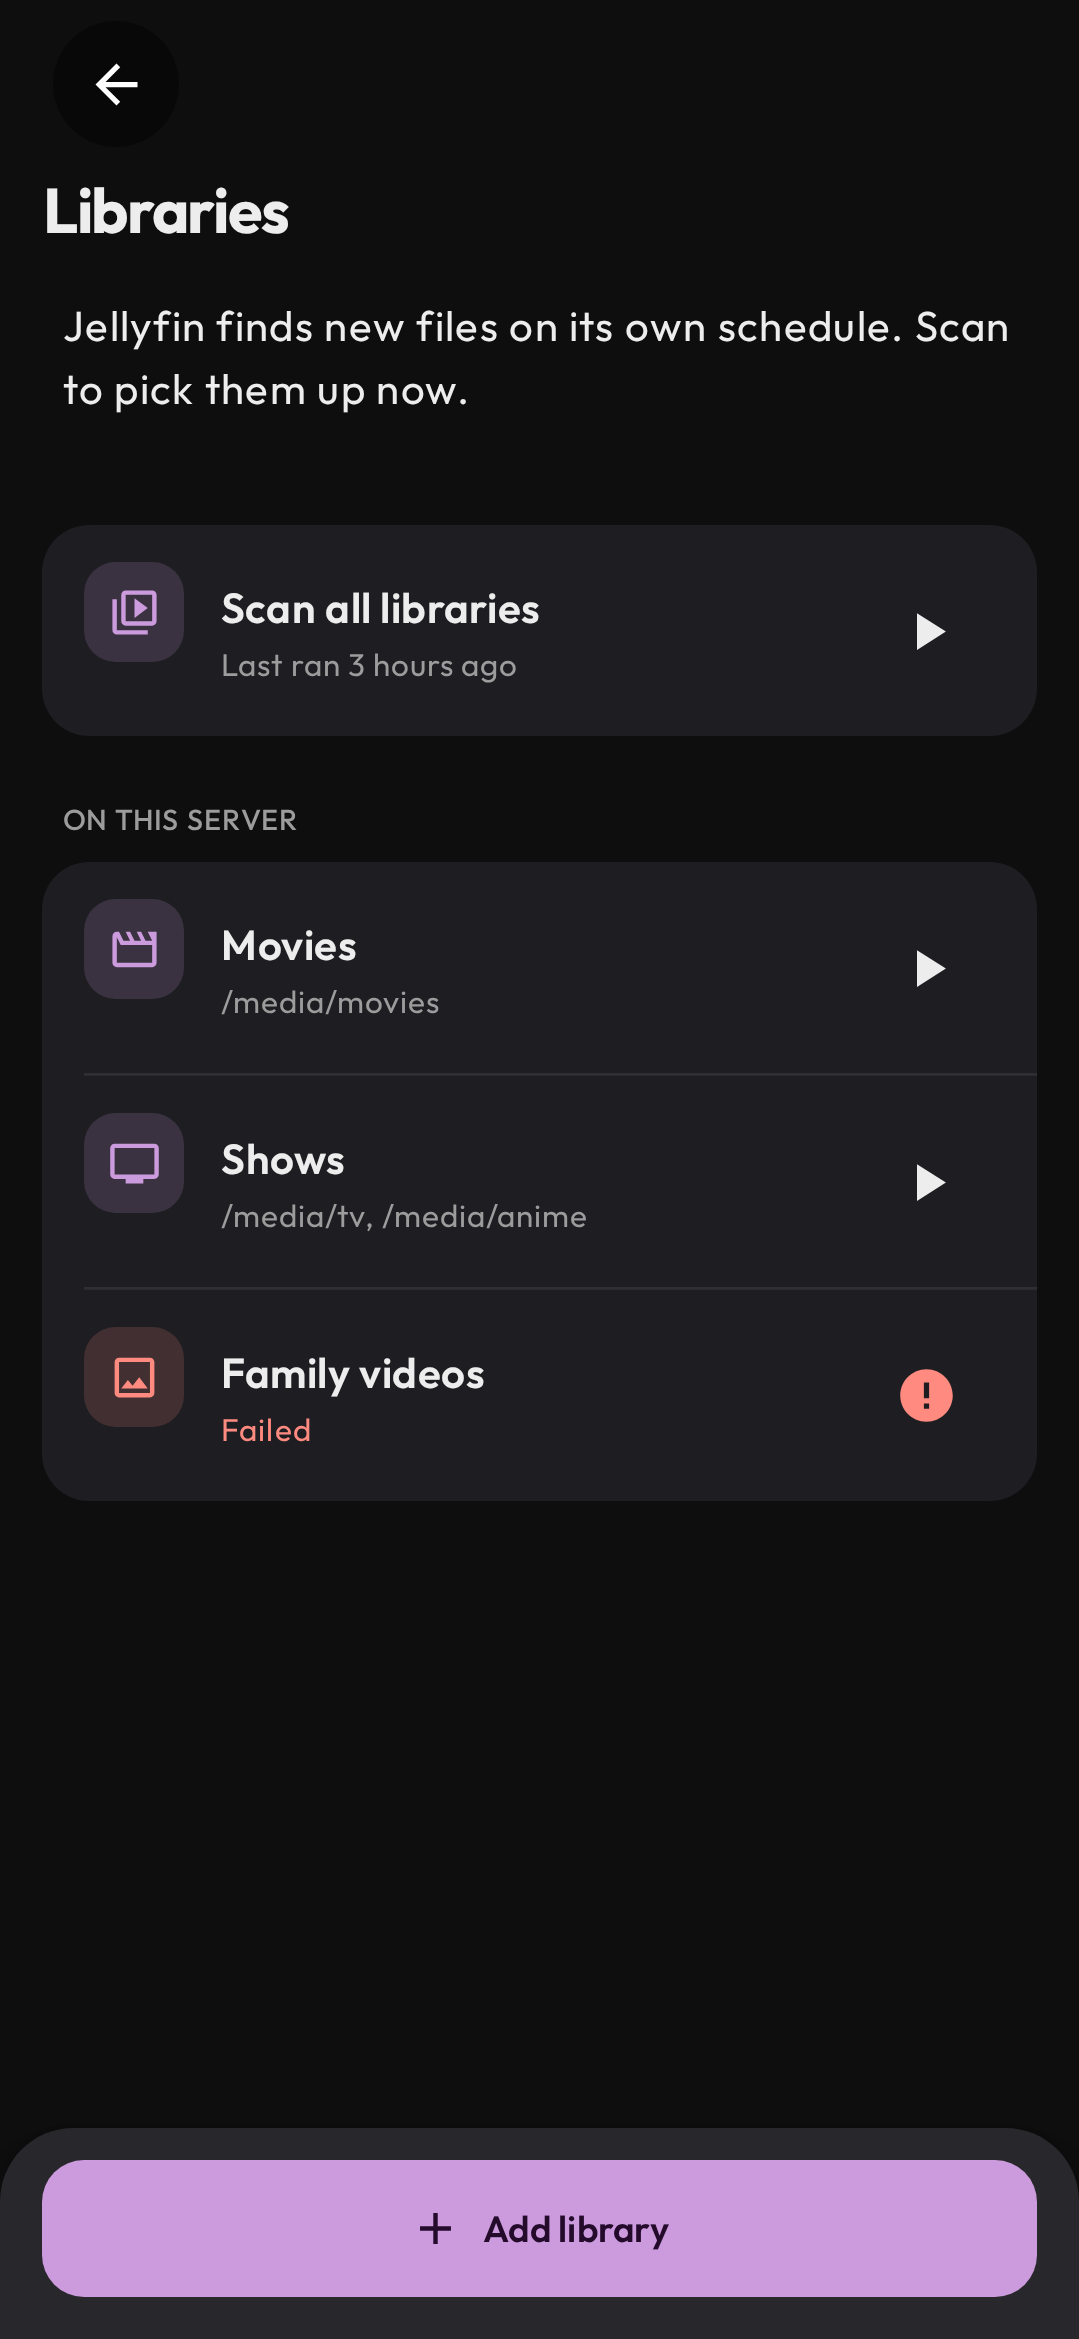 Libraries
Jellyfin finds new files on its own schedule. Scan
to pick them up now.
Scan all libraries
Last ran 3 hours ago
ON THIS SERVER
Movies
/media/movies
Shows
/media/tv, /media/anime
Family videos
Failed
Add library